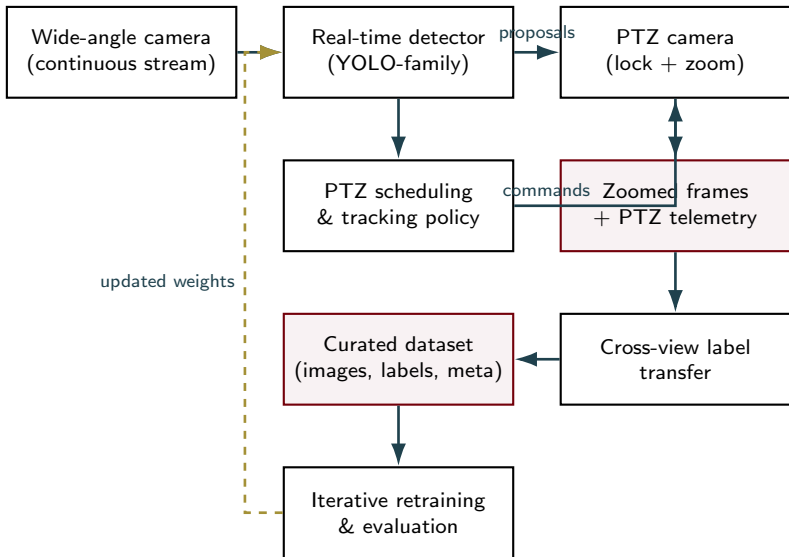 Wide-angle camera
(continuous stream)
Real-time detector
(YOLO-family)
proposals
PTZ camera
(lock + zoom)
PTZ scheduling
& tracking policy
commands
Zoomed frames
+ PTZ telemetry
updated weights
Curated dataset
(images, labels, meta)
Cross-view label
transfer
Iterative retraining
& evaluation